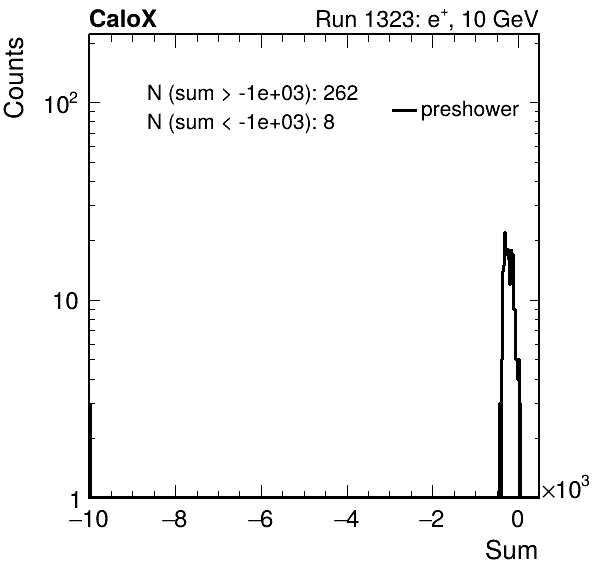 CaloX Run 1323: e⁺, 10 GeV
Counts
N (sum > -1e+03): 262
N (sum < -1e+03): 8
preshower
10²
10
1
−10 −8 −6 −4 −2 0 ×10³
Sum